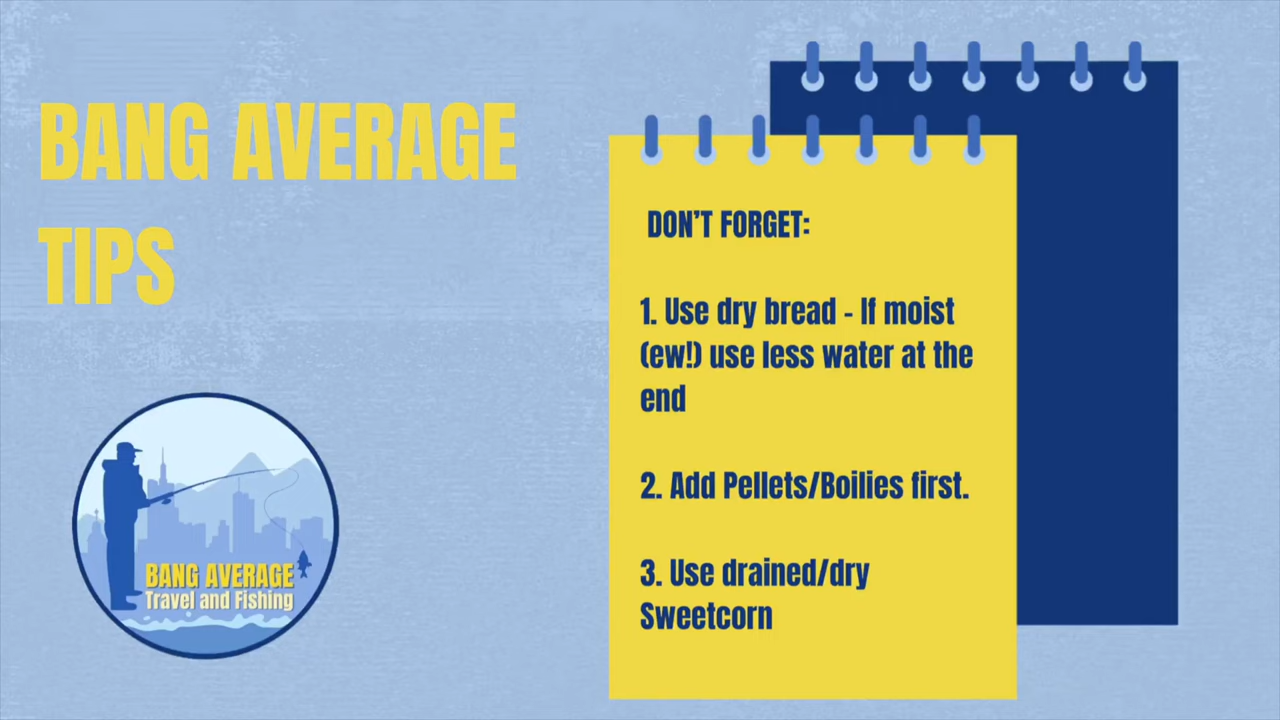 BANG AVERAGE
TIPS
DON'T FORGET:
1. Use dry bread - If moist
(ew!) use less water at the
end
2. Add Pellets/Boilies first.
3. Use drained/dry
Sweetcorn
BANG AVERAGE
Travel and Fishing